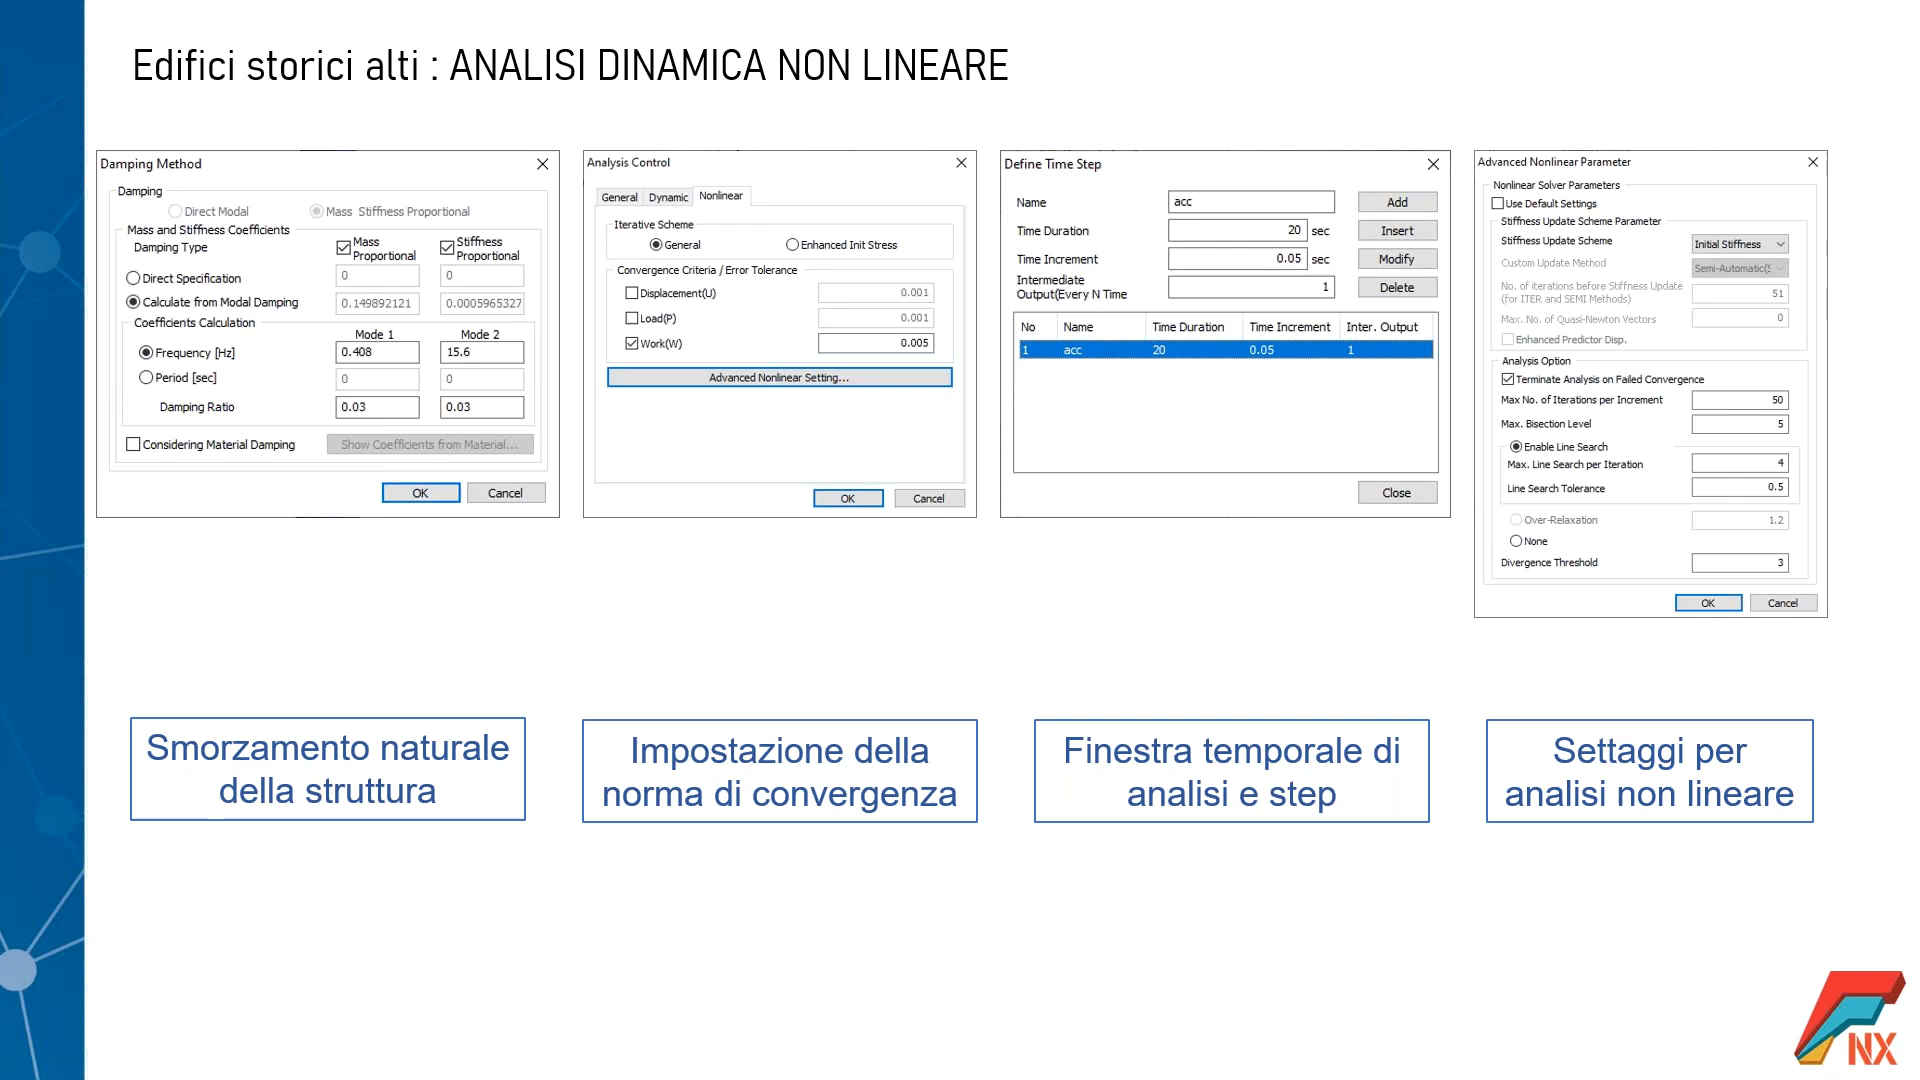 Edifici storici alti : ANALISI DINAMICA NON LINEARE
Damping Method
Damping
Direct Modal
Mass Stiffness Proportional
Mass and Stiffness Coefficients
Damping Type
Mass Proportional
Stiffness Proportional
Direct Specification
0
0
Calculate from Modal Damping
0.149892121
0.0005965327
Coefficients Calculation
Mode 1
Mode 2
Frequency [Hz]
0.408
15.6
Period [sec]
0
0
Damping Ratio
0.03
0.03
Considering Material Damping
Show Coefficients from Material...
OK
Cancel
Analysis Control
General
Dynamic
Nonlinear
Iterative Scheme
General
Enhanced Init Stress
Convergence Criteria / Error Tolerance
Displacement(U)
0.001
Load(P)
0.001
Work(W)
0.005
Advanced Nonlinear Setting...
OK
Cancel
Define Time Step
Name
acc
Add
Time Duration
20
sec
Insert
Time Increment
0.05
sec
Modify
Intermediate
Output(Every N Time
1
Delete
No
Name
Time Duration
Time Increment
Inter. Output
1
acc
20
0.05
1
Close
Advanced Nonlinear Parameter
Nonlinear Solver Parameters
Use Default Settings
Stiffness Update Scheme Parameter
Stiffness Update Scheme
Initial Stiffness
Custom Update Method
Semi-Automatic(S
No. of iterations before Stiffness Update
(for ITER and SEMI Methods)
51
Max. No. of Quasi-Newton Vectors
0
Enhanced Predictor Disp.
Analysis Option
Terminate Analysis on Failed Convergence
Max No. of Iterations per Increment
50
Max. Bisection Level
5
Enable Line Search
Max. Line Search per Iteration
4
Line Search Tolerance
0.5
Over-Relaxation
1.2
None
Divergence Threshold
3
OK
Cancel
Smorzamento naturale
della struttura
Impostazione della
norma di convergenza
Finestra temporale di
analisi e step
Settaggi per
analisi non lineare
NX